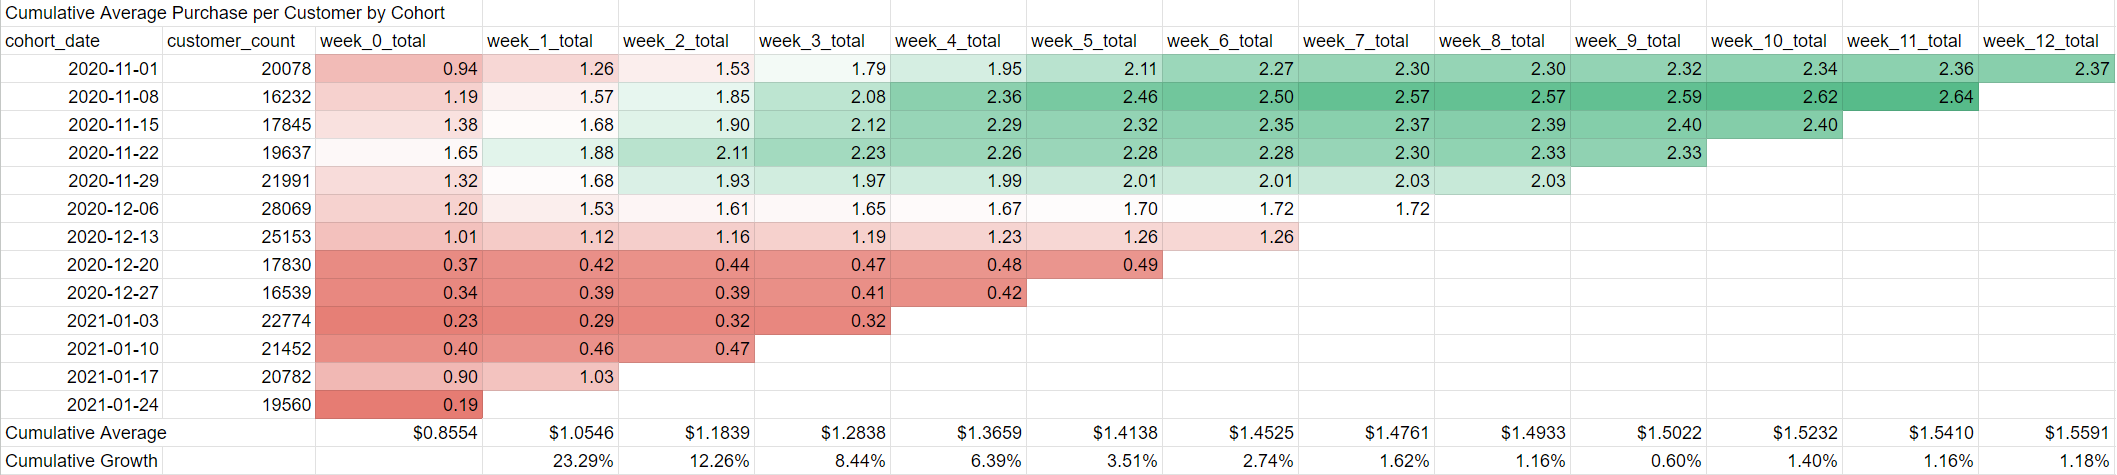 Cumulative Average Purchase per Customer by Cohort
cohort_date customer_count week_0_total week_1_total week_2_total week_3_total week_4_total week_5_total week_6_total week_7_total week_8_total week_9_total week_10_total week_11_total week_12_total
2020-11-01 20078 0.94 1.26 1.53 1.79 1.95 2.11 2.27 2.30 2.30 2.32 2.34 2.36 2.37
2020-11-08 16232 1.19 1.57 1.85 2.08 2.36 2.46 2.50 2.57 2.57 2.59 2.62 2.64
2020-11-15 17845 1.38 1.68 1.90 2.12 2.29 2.32 2.35 2.37 2.39 2.40 2.40
2020-11-22 19637 1.65 1.88 2.11 2.23 2.26 2.28 2.28 2.30 2.33 2.33
2020-11-29 21991 1.32 1.68 1.93 1.97 1.99 2.01 2.01 2.03 2.03
2020-12-06 28069 1.20 1.53 1.61 1.65 1.67 1.70 1.72 1.72
2020-12-13 25153 1.01 1.12 1.16 1.19 1.23 1.26 1.26
2020-12-20 17830 0.37 0.42 0.44 0.47 0.48 0.49
2020-12-27 16539 0.34 0.39 0.39 0.41 0.42
2021-01-03 22774 0.23 0.29 0.32 0.32
2021-01-10 21452 0.40 0.46 0.47
2021-01-17 20782 0.90 1.03
2021-01-24 19560 0.19
Cumulative Average $0.8554 $1.0546 $1.1839 $1.2838 $1.3659 $1.4138 $1.4525 $1.4761 $1.4933 $1.5022 $1.5232 $1.5410 $1.5591
Cumulative Growth 23.29% 12.26% 8.44% 6.39% 3.51% 2.74% 1.62% 1.16% 0.60% 1.40% 1.16% 1.18%